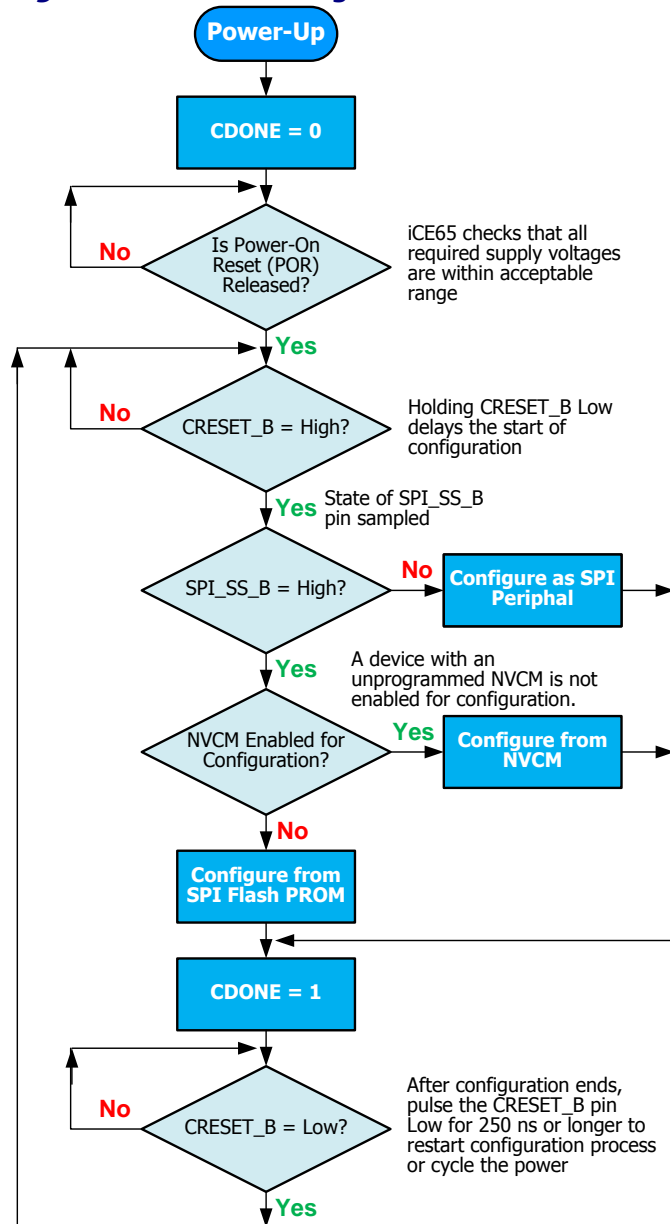 Power-Up
CDONE = 0
Is Power-On
Reset (POR)
Released?
No
Yes
iCE65 checks that all
required supply voltages
are within acceptable
range
CRESET_B = High?
No
Yes
Holding CRESET_B Low
delays the start of
configuration
State of SPI_SS_B
pin sampled
SPI_SS_B = High?
No
Configure as SPI
Periphal
Yes
A device with an
unprogrammed NVCM is not
enabled for configuration.
NVCM Enabled for
Configuration?
Yes
Configure from
NVCM
No
Configure from
SPI Flash PROM
CDONE = 1
CRESET_B = Low?
No
Yes
After configuration ends,
pulse the CRESET_B pin
Low for 250 ns or longer to
restart configuration process
or cycle the power